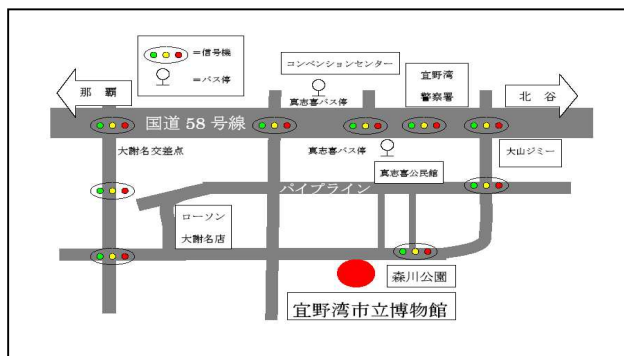 ＝信号機
＝バス停
コンベンションセンター
宜野湾
警察署
那覇
北谷
真志喜バス停
国道58号線
大謝名交差点
真志喜バス停
真志喜公民館
大山ジミー
パイプライン
ローソン
大謝名店
森川公園
宜野湾市立博物館